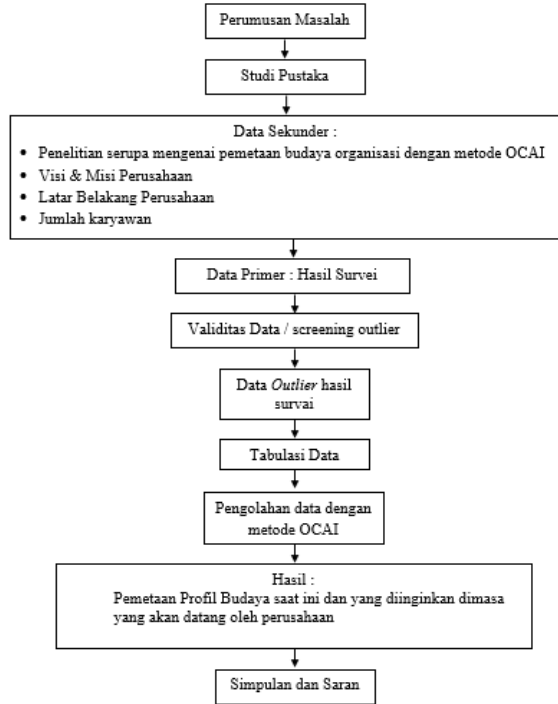 Perumusan Masalah
Studi Pustaka
Data Sekunder :
• Penelitian serupa mengenai pemetaan budaya organisasi dengan metode OCAI
• Visi & Misi Perusahaan
• Latar Belakang Perusahaan
• Jumlah karyawan
Data Primer : Hasil Survei
Validitas Data / screening outlier
Data Outlier hasil
survai
Tabulasi Data
Pengolahan data dengan
metode OCAI
Hasil :
Pemetaan Profil Budaya saat ini dan yang diinginkan dimasa
yang akan datang oleh perusahaan
Simpulan dan Saran